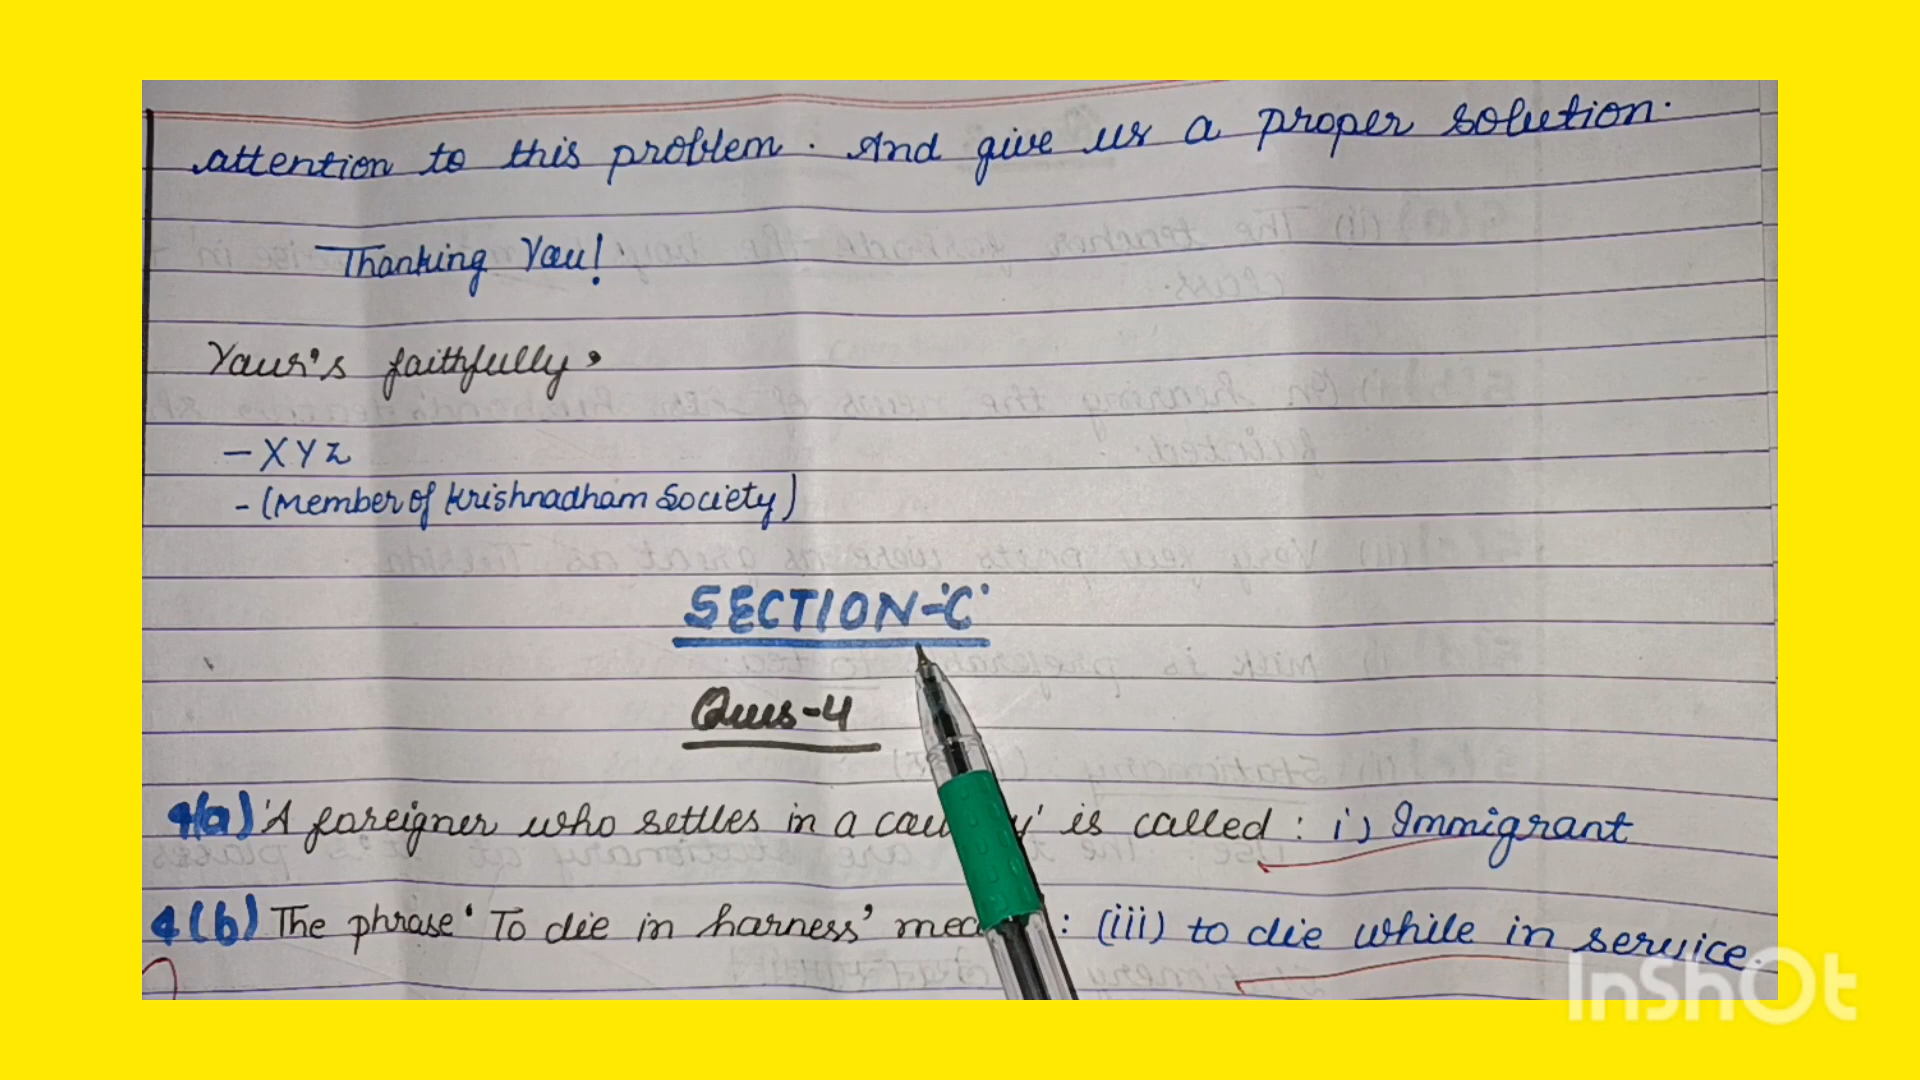 attention to this problem. And give us a proper solution.
Thanking You!
Your's faithfully,
- XYZ
- (Member of Krishnadham Society)
SECTION-'C'
Ques-4
4(a) 'A foreigner who settles in a country' is called : i) Immigrant
4(b) The phrase 'To die in harness' means : (iii) to die while in service.
InShOt